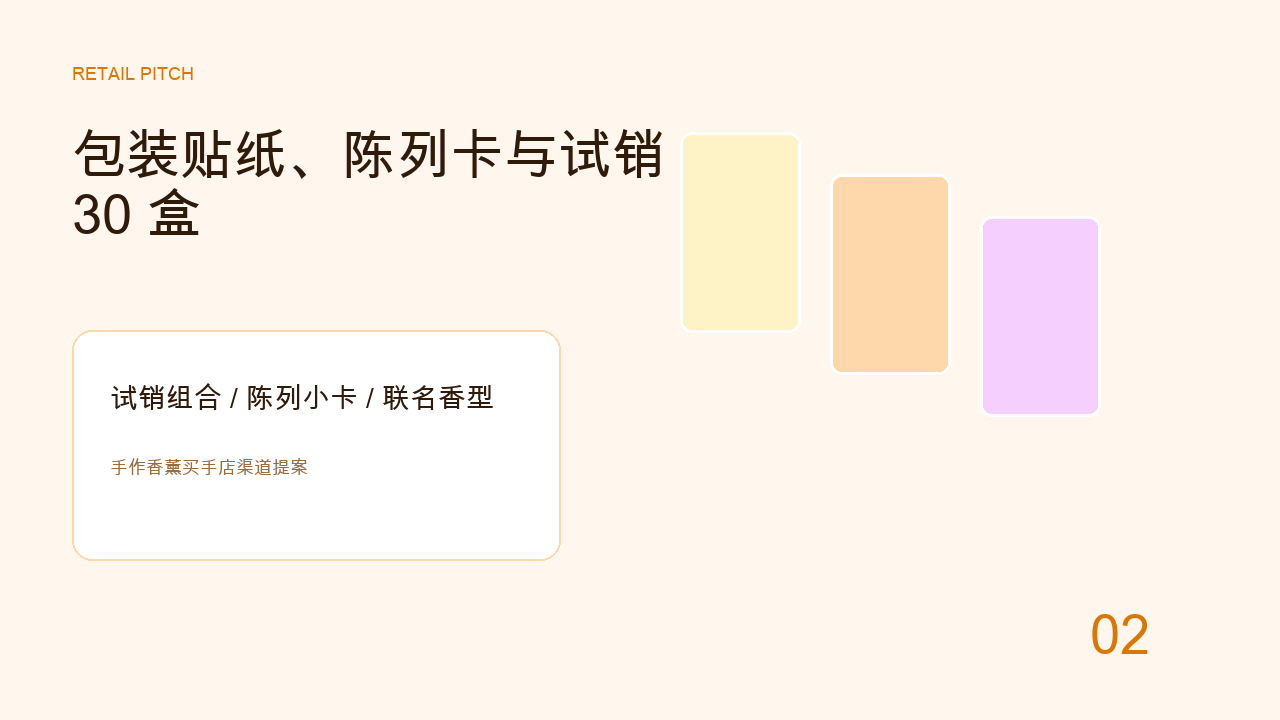 RETAIL PITCH
包装贴纸、陈列卡与试销
30 盒
试销组合 / 陈列小卡 / 联名香型
手作香薰买手店渠道提案
02